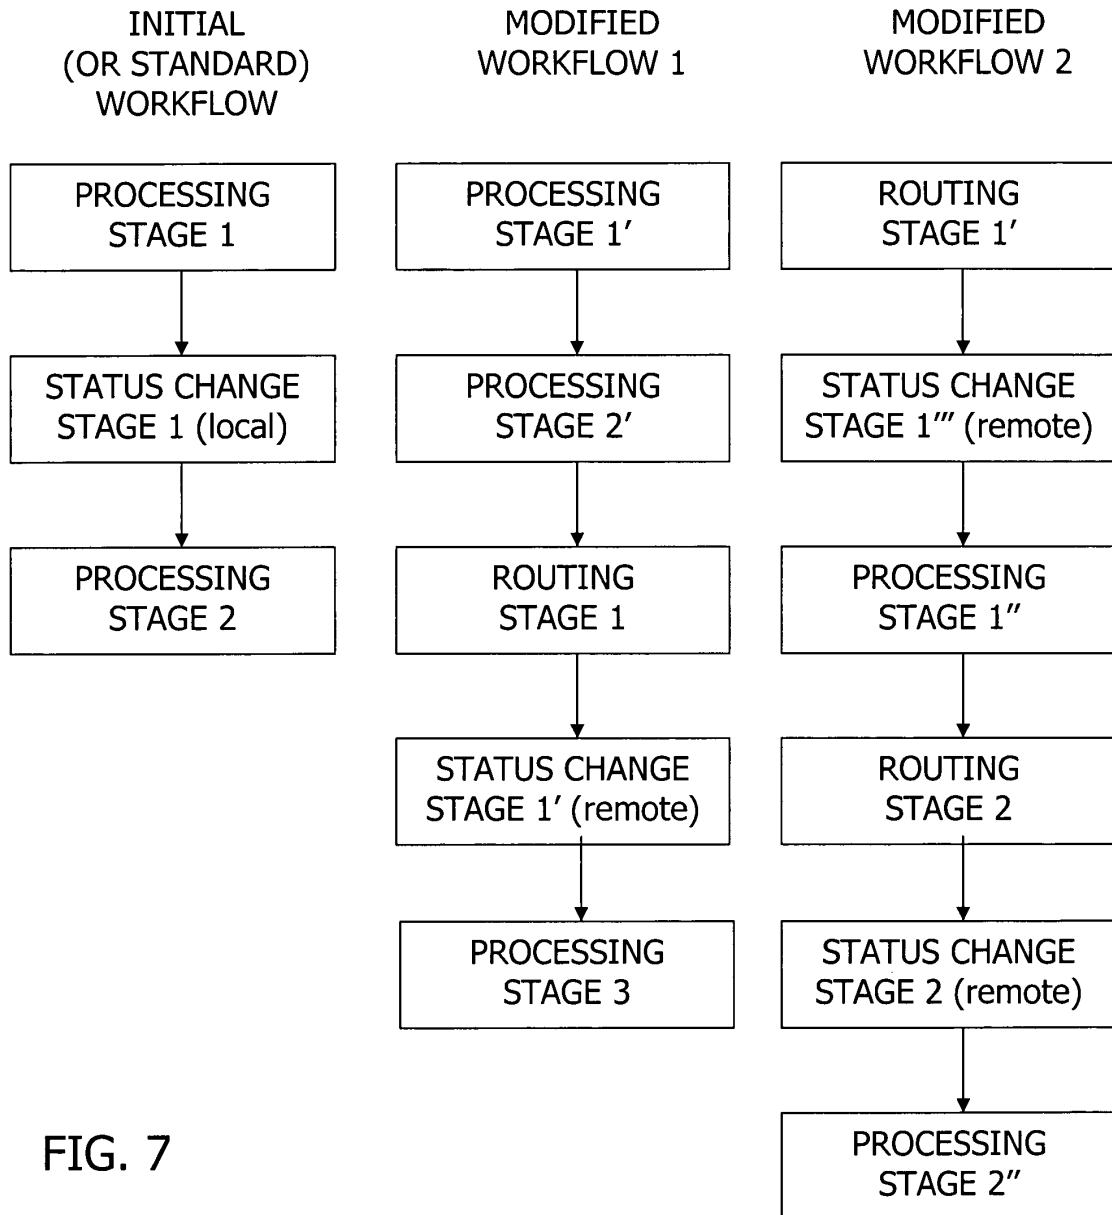 INITIAL
(OR STANDARD)
WORKFLOW
PROCESSING
STAGE 1
STATUS CHANGE
STAGE 1 (local)
PROCESSING
STAGE 2
MODIFIED
WORKFLOW 1
PROCESSING
STAGE 1′
PROCESSING
STAGE 2′
ROUTING
STAGE 1
STATUS CHANGE
STAGE 1′ (remote)
PROCESSING
STAGE 3
MODIFIED
WORKFLOW 2
ROUTING
STAGE 1′
STATUS CHANGE
STAGE 1‴ (remote)
PROCESSING
STAGE 1″
ROUTING
STAGE 2
STATUS CHANGE
STAGE 2 (remote)
PROCESSING
STAGE 2″
FIG. 7